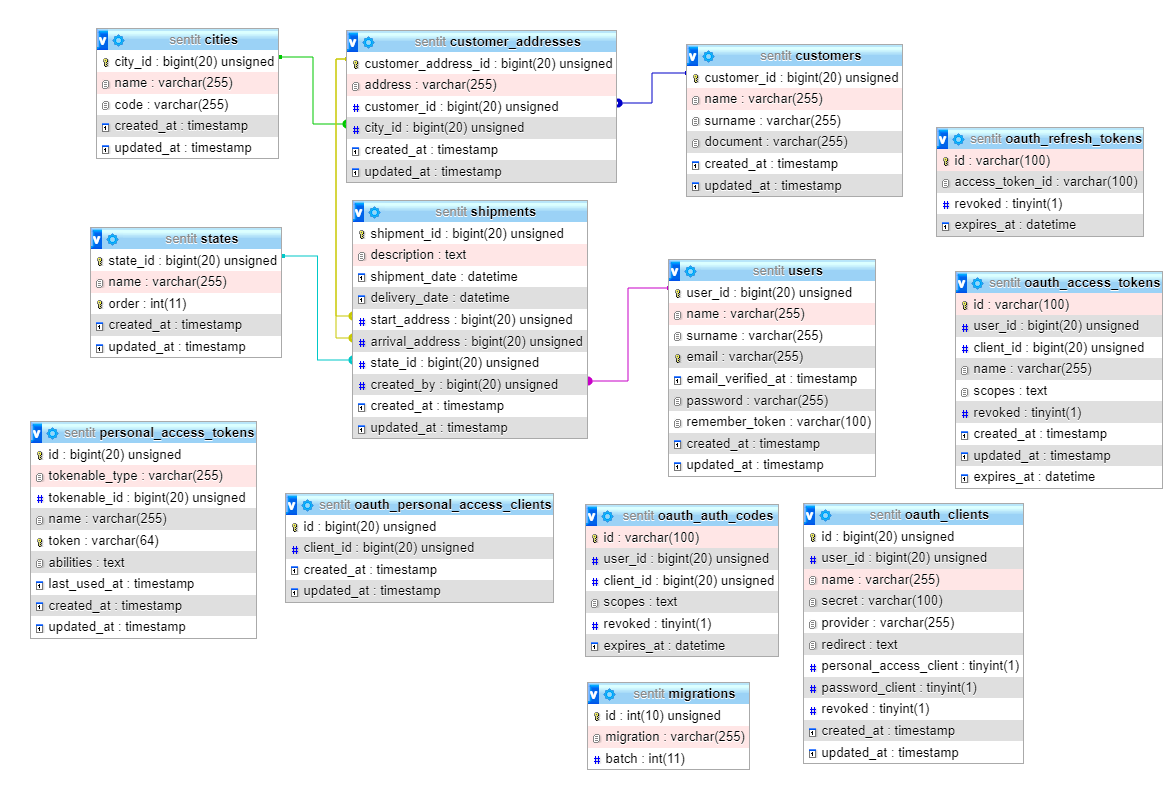 sentit cities
city_id : bigint(20) unsigned
name : varchar(255)
code : varchar(255)
created_at : timestamp
updated_at : timestamp
sentit customer_addresses
customer_address_id : bigint(20) unsigned
address : varchar(255)
customer_id : bigint(20) unsigned
city_id : bigint(20) unsigned
created_at : timestamp
updated_at : timestamp
sentit customers
customer_id : bigint(20) unsigned
name : varchar(255)
surname : varchar(255)
document : varchar(255)
created_at : timestamp
updated_at : timestamp
sentit oauth_refresh_tokens
id : varchar(100)
access_token_id : varchar(100)
revoked : tinyint(1)
expires_at : datetime
sentit states
state_id : bigint(20) unsigned
name : varchar(255)
order : int(11)
created_at : timestamp
updated_at : timestamp
sentit shipments
shipment_id : bigint(20) unsigned
description : text
shipment_date : datetime
delivery_date : datetime
start_address : bigint(20) unsigned
arrival_address : bigint(20) unsigned
state_id : bigint(20) unsigned
created_by : bigint(20) unsigned
created_at : timestamp
updated_at : timestamp
sentit users
user_id : bigint(20) unsigned
name : varchar(255)
surname : varchar(255)
email : varchar(255)
email_verified_at : timestamp
password : varchar(255)
remember_token : varchar(100)
created_at : timestamp
updated_at : timestamp
sentit oauth_access_tokens
id : varchar(100)
user_id : bigint(20) unsigned
client_id : bigint(20) unsigned
name : varchar(255)
scopes : text
revoked : tinyint(1)
created_at : timestamp
updated_at : timestamp
expires_at : datetime
sentit personal_access_tokens
id : bigint(20) unsigned
tokenable_type : varchar(255)
tokenable_id : bigint(20) unsigned
name : varchar(255)
token : varchar(64)
abilities : text
last_used_at : timestamp
created_at : timestamp
updated_at : timestamp
sentit oauth_personal_access_clients
id : bigint(20) unsigned
client_id : bigint(20) unsigned
created_at : timestamp
updated_at : timestamp
sentit oauth_auth_codes
id : varchar(100)
user_id : bigint(20) unsigned
client_id : bigint(20) unsigned
scopes : text
revoked : tinyint(1)
expires_at : datetime
sentit oauth_clients
id : bigint(20) unsigned
user_id : bigint(20) unsigned
name : varchar(255)
secret : varchar(100)
provider : varchar(255)
redirect : text
personal_access_client : tinyint(1)
password_client : tinyint(1)
revoked : tinyint(1)
created_at : timestamp
updated_at : timestamp
sentit migrations
id : int(10) unsigned
migration : varchar(255)
batch : int(11)